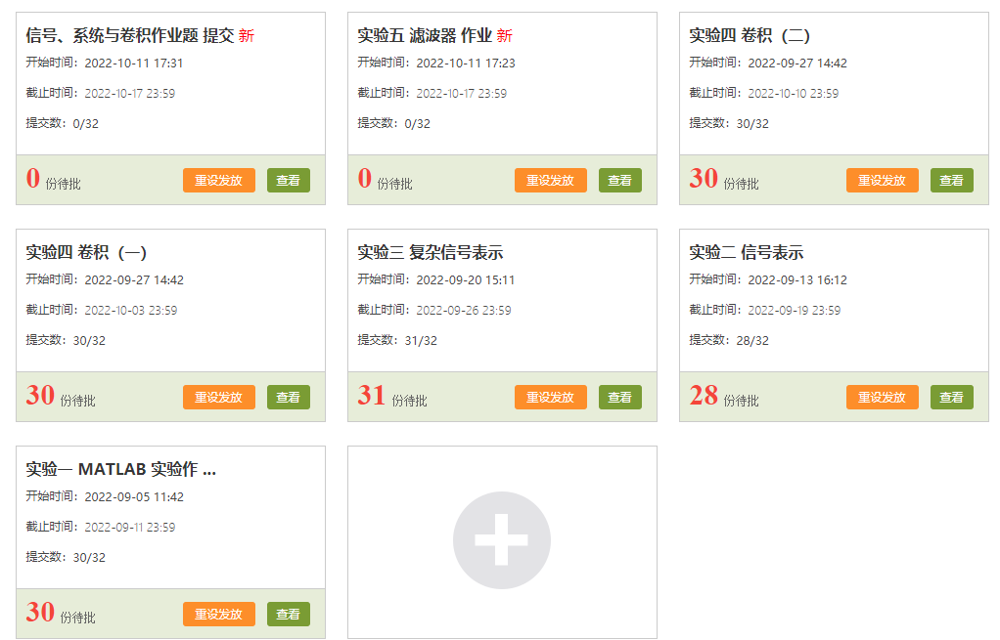 信号、系统与卷积作业题 提交 新
开始时间：2022-10-11 17:31
截止时间：2022-10-17 23:59
提交数：0/32
0 份待批 重设发放 查看
实验五 滤波器 作业 新
开始时间：2022-10-11 17:23
截止时间：2022-10-17 23:59
提交数：0/32
0 份待批 重设发放 查看
实验四 卷积（二）
开始时间：2022-09-27 14:42
截止时间：2022-10-10 23:59
提交数：30/32
30 份待批 重设发放 查看
实验四 卷积（一）
开始时间：2022-09-27 14:42
截止时间：2022-10-03 23:59
提交数：30/32
30 份待批 重设发放 查看
实验三 复杂信号表示
开始时间：2022-09-20 15:11
截止时间：2022-09-26 23:59
提交数：31/32
31 份待批 重设发放 查看
实验二 信号表示
开始时间：2022-09-13 16:12
截止时间：2022-09-19 23:59
提交数：28/32
28 份待批 重设发放 查看
实验一 MATLAB 实验作 ...
开始时间：2022-09-05 11:42
截止时间：2022-09-11 23:59
提交数：30/32
30 份待批 重设发放 查看